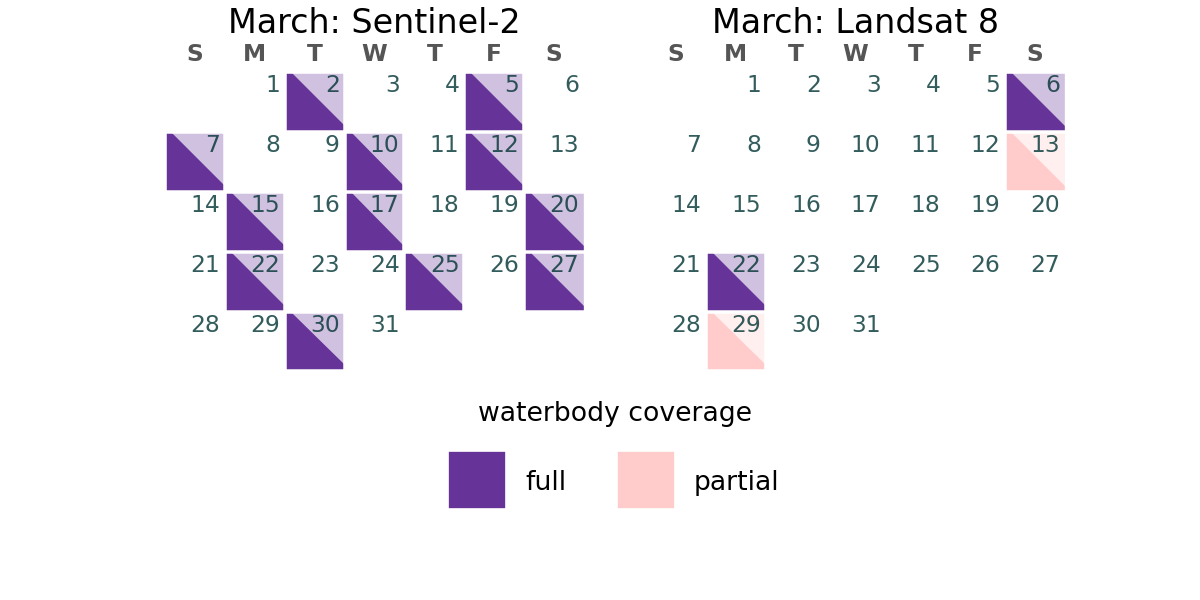 March: Sentinel-2
S M T W T F S
1 2 3 4 5 6
7 8 9 10 11 12 13
14 15 16 17 18 19 20
21 22 23 24 25 26 27
28 29 30 31
March: Landsat 8
S M T W T F S
1 2 3 4 5 6
7 8 9 10 11 12 13
14 15 16 17 18 19 20
21 22 23 24 25 26 27
28 29 30 31
waterbody coverage
full partial